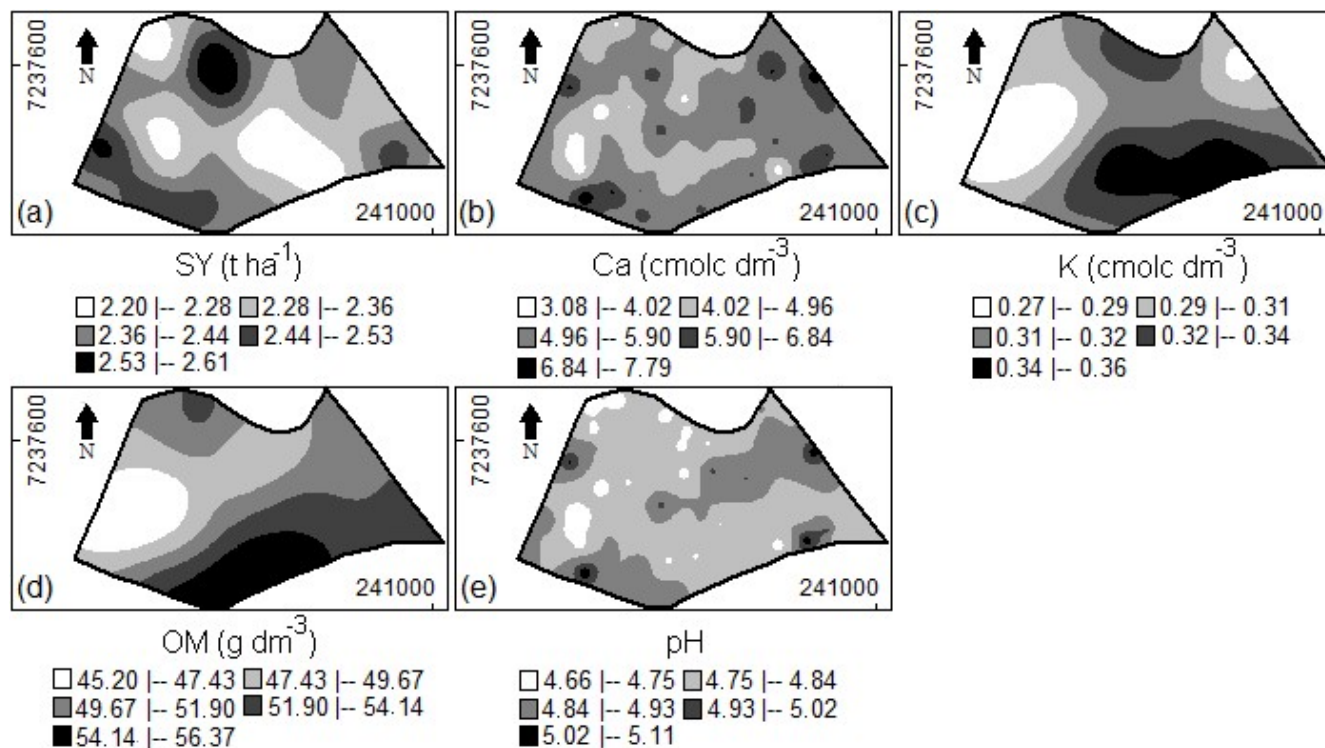 7237600
N
(a)
241000
SY (t ha-1)
2.20 |-- 2.28 2.28 |-- 2.36
2.36 |-- 2.44 2.44 |-- 2.53
2.53 |-- 2.61
7237600
N
(b)
241000
Ca (cmolc dm-3)
3.08 |-- 4.02 4.02 |-- 4.96
4.96 |-- 5.90 5.90 |-- 6.84
6.84 |-- 7.79
7237600
N
(c)
241000
K (cmolc dm-3)
0.27 |-- 0.29 0.29 |-- 0.31
0.31 |-- 0.32 0.32 |-- 0.34
0.34 |-- 0.36
7237600
N
(d)
241000
OM (g dm-3)
45.20 |-- 47.43 47.43 |-- 49.67
49.67 |-- 51.90 51.90 |-- 54.14
54.14 |-- 56.37
7237600
N
(e)
241000
pH
4.66 |-- 4.75 4.75 |-- 4.84
4.84 |-- 4.93 4.93 |-- 5.02
5.02 |-- 5.11